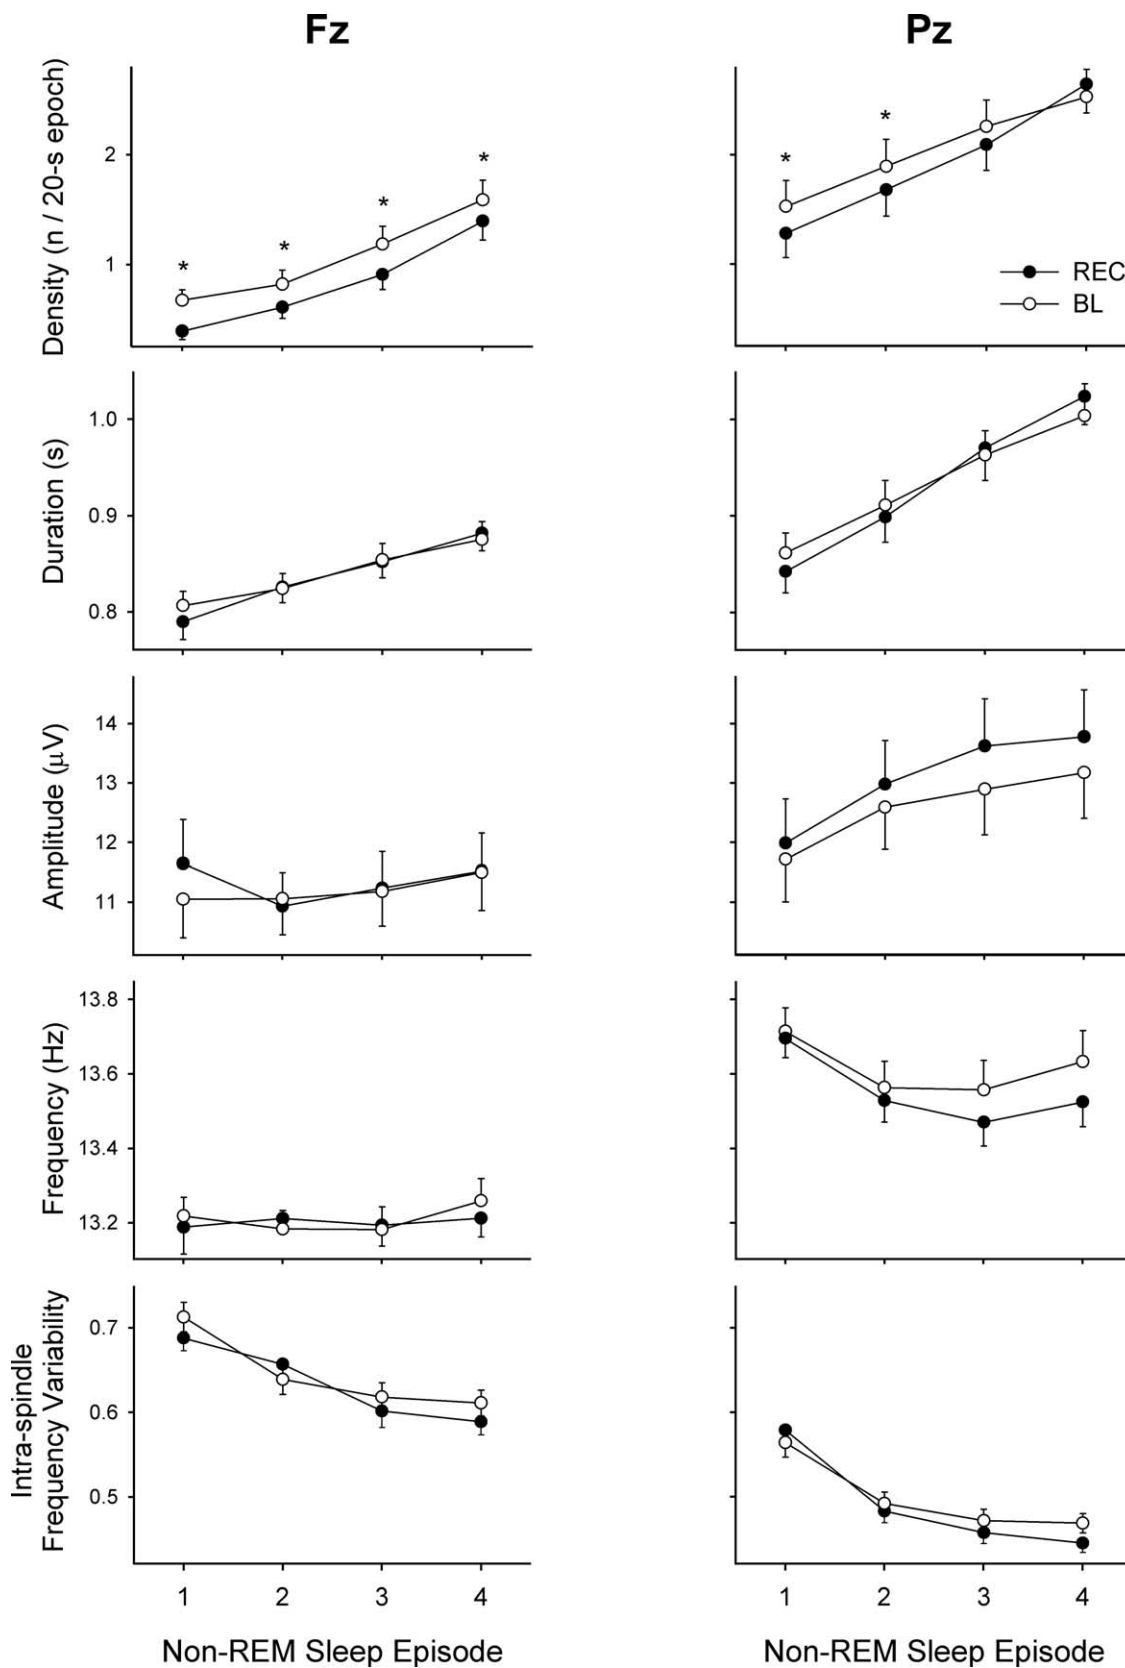 Fz
Pz
Density (n / 20-s epoch)
2
1
* * * *
* *
REC
BL
Duration (s)
1.0
0.9
0.8
Amplitude (μV)
14
13
12
11
Frequency (Hz)
13.8
13.6
13.4
13.2
Intra-spindle
Frequency Variability
0.7
0.6
0.5
1 2 3 4
1 2 3 4
Non-REM Sleep Episode
Non-REM Sleep Episode